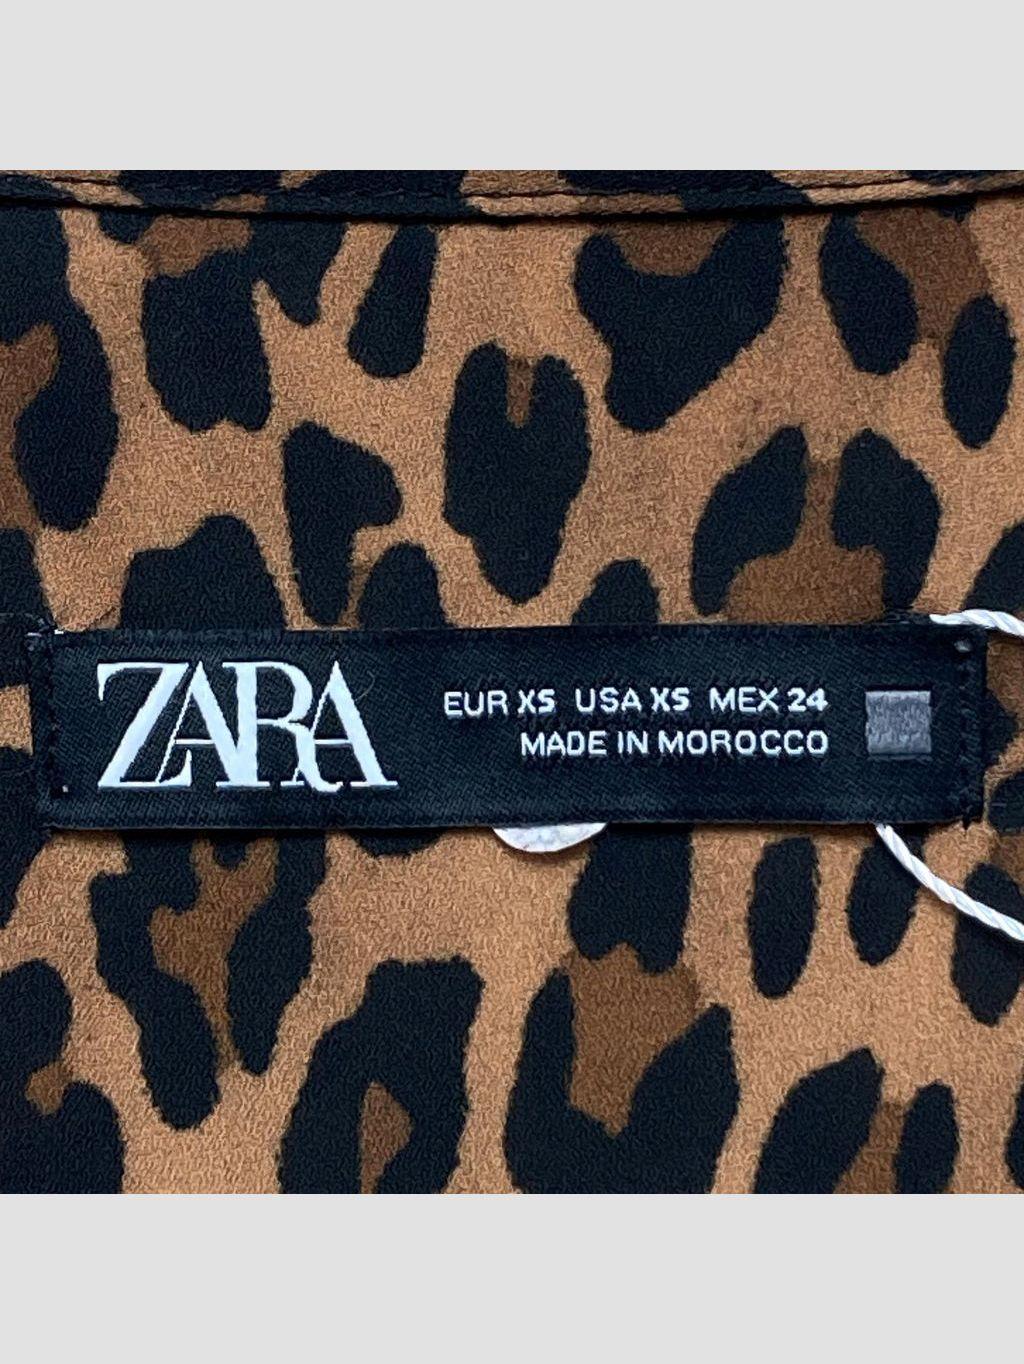 ZARA
EUR XS USA XS MEX 24
MADE IN MOROCCO